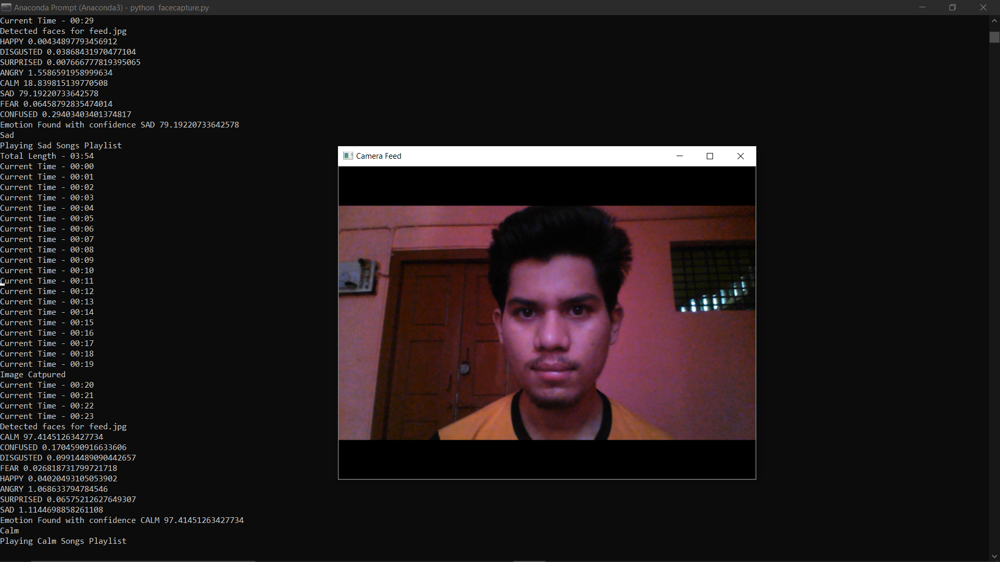 Anaconda Prompt (Anaconda3) - python  facecapture.py
Current Time - 00:29
Detected faces for feed.jpg
HAPPY 0.00434897793456912
DISGUSTED 0.03868431970477104
SURPRISED 0.007666777819395065
ANGRY 1.5586591958999634
CALM 18.839815139770508
SAD 79.19220733642578
FEAR 0.06458792835474014
CONFUSED 0.29403403401374817
Emotion Found with confidence SAD 79.19220733642578
Sad
Playing Sad Songs Playlist
Total Length - 03:54
Current Time - 00:00
Current Time - 00:01
Current Time - 00:02
Current Time - 00:03
Current Time - 00:04
Current Time - 00:05
Current Time - 00:06
Current Time - 00:07
Current Time - 00:08
Current Time - 00:09
Current Time - 00:10
Current Time - 00:11
Current Time - 00:12
Current Time - 00:13
Current Time - 00:14
Current Time - 00:15
Current Time - 00:16
Current Time - 00:17
Current Time - 00:18
Current Time - 00:19
Image Catpured
Current Time - 00:20
Current Time - 00:21
Current Time - 00:22
Current Time - 00:23
Detected faces for feed.jpg
CALM 97.41451263427734
CONFUSED 0.1704590916633606
DISGUSTED 0.09914489090442657
FEAR 0.026818731799721718
HAPPY 0.04020493105053902
ANGRY 1.068633794784546
SURPRISED 0.06575212627649307
SAD 1.1144698858261108
Emotion Found with confidence CALM 97.41451263427734
Calm
Playing Calm Songs Playlist
Camera Feed